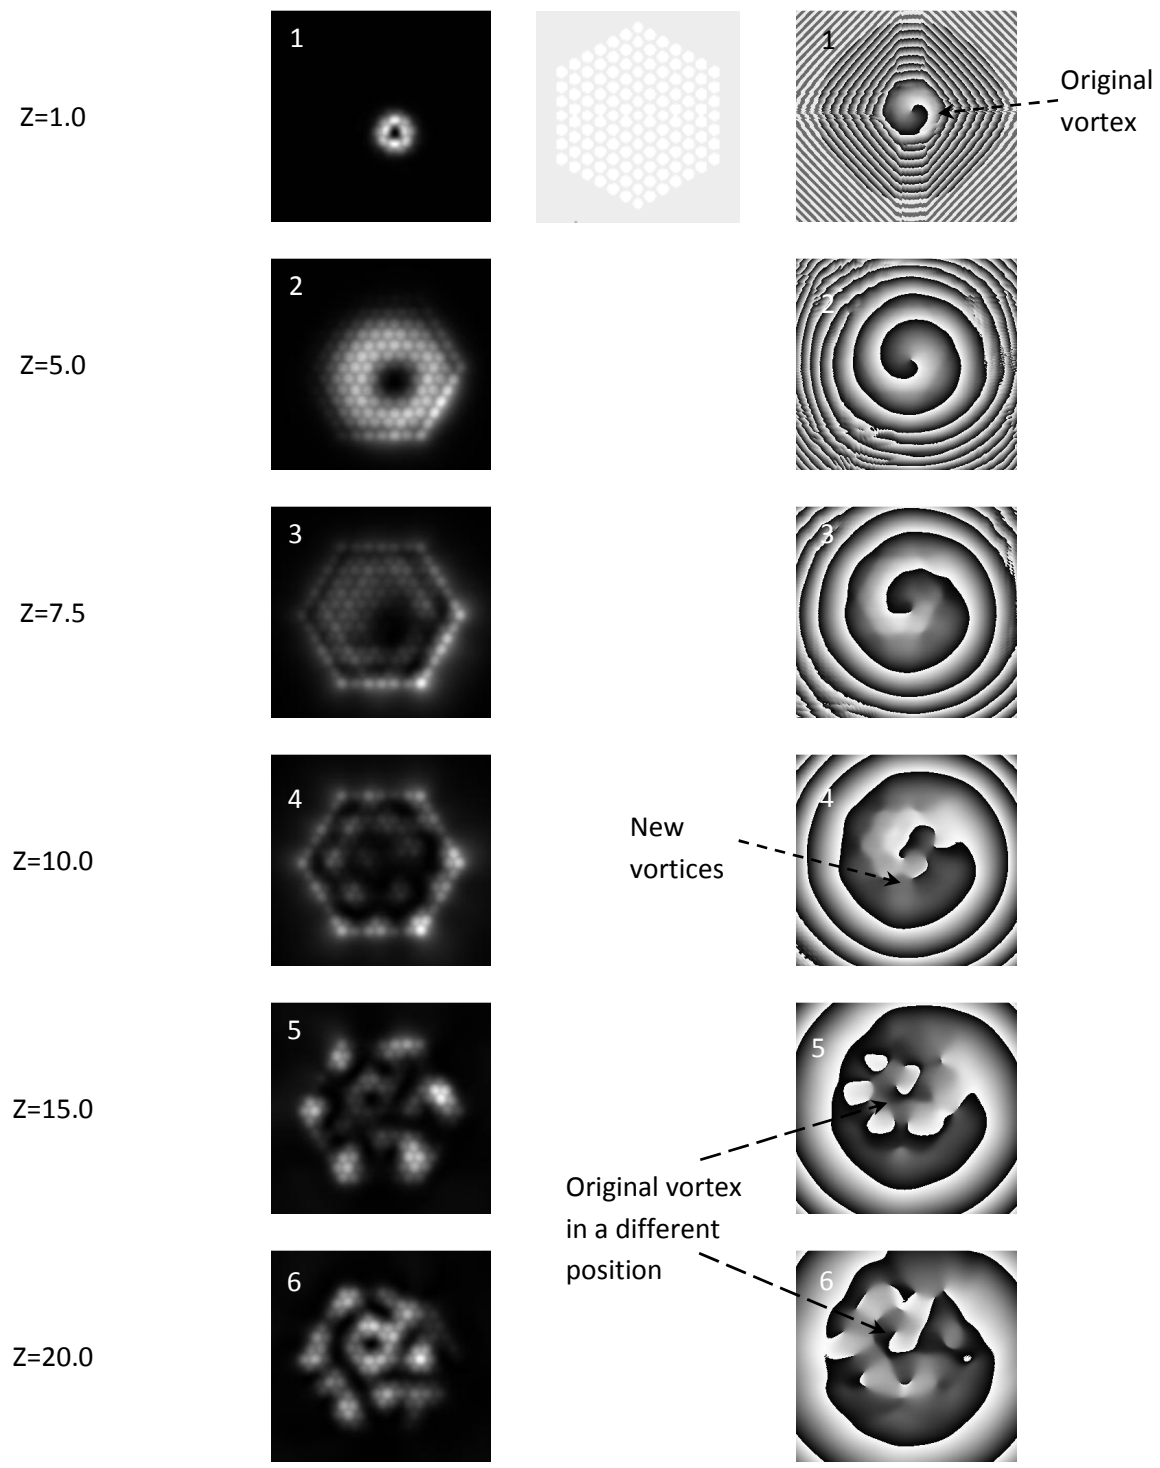 1
1
Z=1.0
Original
vortex
2
2
Z=5.0
3
3
Z=7.5
4
4
Z=10.0
New
vortices
5
5
Z=15.0
Original vortex
in a different
position
6
6
Z=20.0